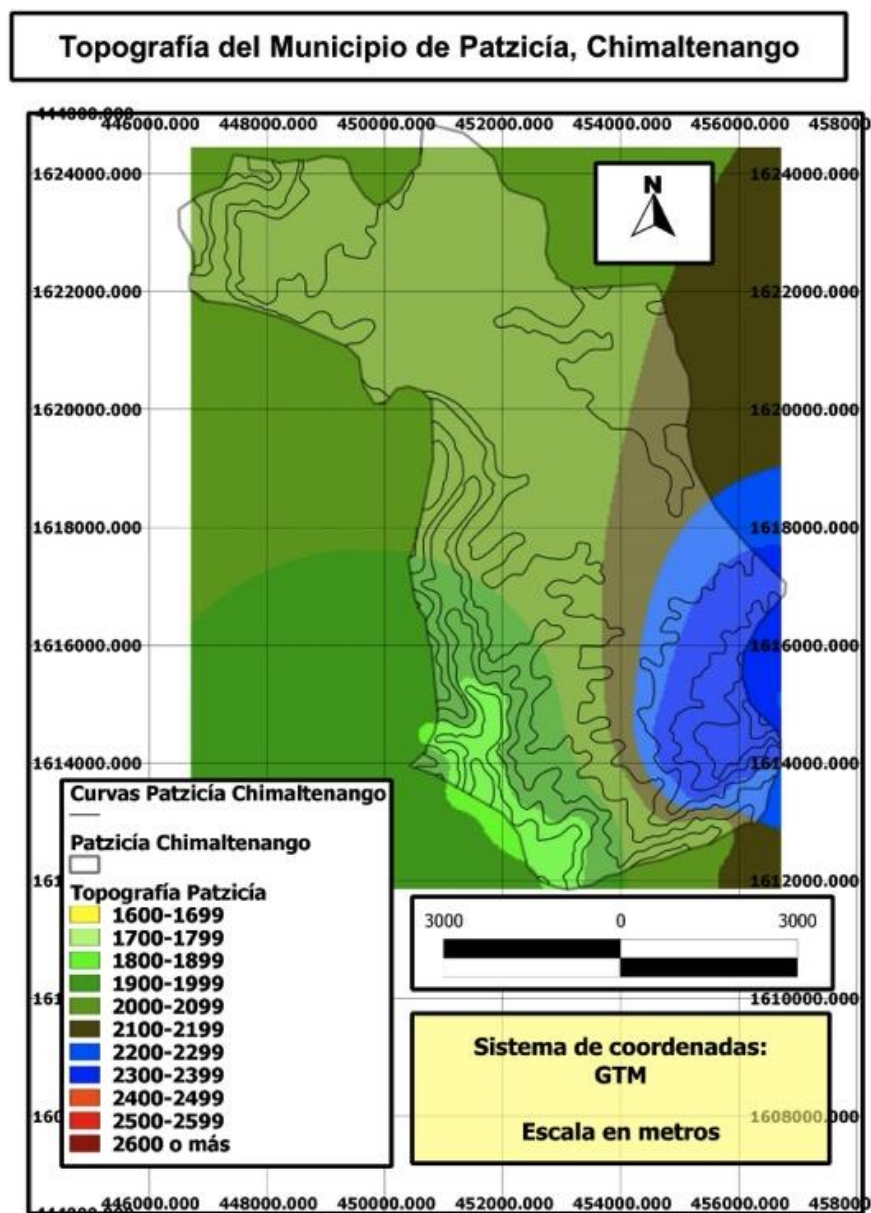 Topografía del Municipio de Patzicía, Chimaltenango
446000.000 448000.000 450000.000 452000.000 454000.000 456000.000
N
1624000.000 1624000.000
1622000.000 1622000.000
1620000.000 1620000.000
1618000.000 1618000.000
1616000.000 1616000.000
1614000.000 1614000.000
1612000.000
1610000.000
1608000.000
Curvas Patzicía Chimaltenango
Patzicía Chimaltenango
Topografía Patzicía
1600-1699
1700-1799
1800-1899
1900-1999
2000-2099
2100-2199
2200-2299
2300-2399
2400-2499
2500-2599
2600 o más
3000 0 3000
Sistema de coordenadas:
GTM
Escala en metros
446000.000 448000.000 450000.000 452000.000 454000.000 456000.000